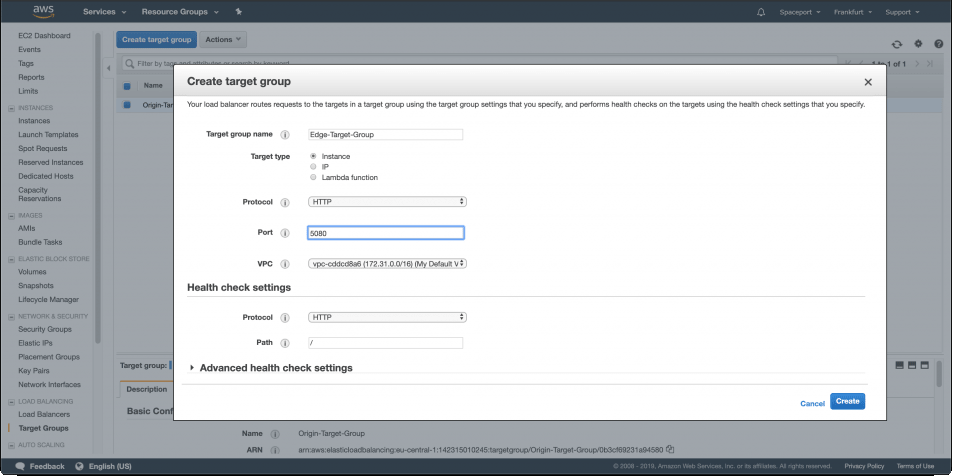 aws Services Resource Groups Spaceport Frankfurt Support
EC2 Dashboard
Events
Tags
Reports
Limits
INSTANCES
Instances
Launch Templates
Spot Requests
Reserved Instances
Dedicated Hosts
Capacity
Reservations
IMAGES
AMIs
Bundle Tasks
ELASTIC BLOCK STORE
Volumes
Snapshots
Lifecycle Manager
NETWORK & SECURITY
Security Groups
Elastic IPs
Placement Groups
Key Pairs
Network Interfaces
LOAD BALANCING
Load Balancers
Target Groups
AUTO SCALING
Create target group Actions
Filter by tags and attributes or search by keyword
1 to 1 of 1
Name
Origin-Tar
Create target group
Your load balancer routes requests to the targets in a target group using the target group settings that you specify, and performs health checks on the targets using the health check settings that you specify.
Target group name Edge-Target-Group
Target type Instance
IP
Lambda function
Protocol HTTP
Port 5080
VPC vpc-cddcd8a6 (172.31.0.0/16) (My Default V
Health check settings
Protocol HTTP
Path /
Advanced health check settings
Cancel Create
Target group:
Description
Basic Conf
Name Origin-Target-Group
ARN arn:aws:elasticloadbalancing:eu-central-1:142315010245:targetgroup/Origin-Target-Group/0b3cf69231a94580
Feedback English (US) © 2008 - 2019, Amazon Web Services, Inc. or its affiliates. All rights reserved. Privacy Policy Terms of Use